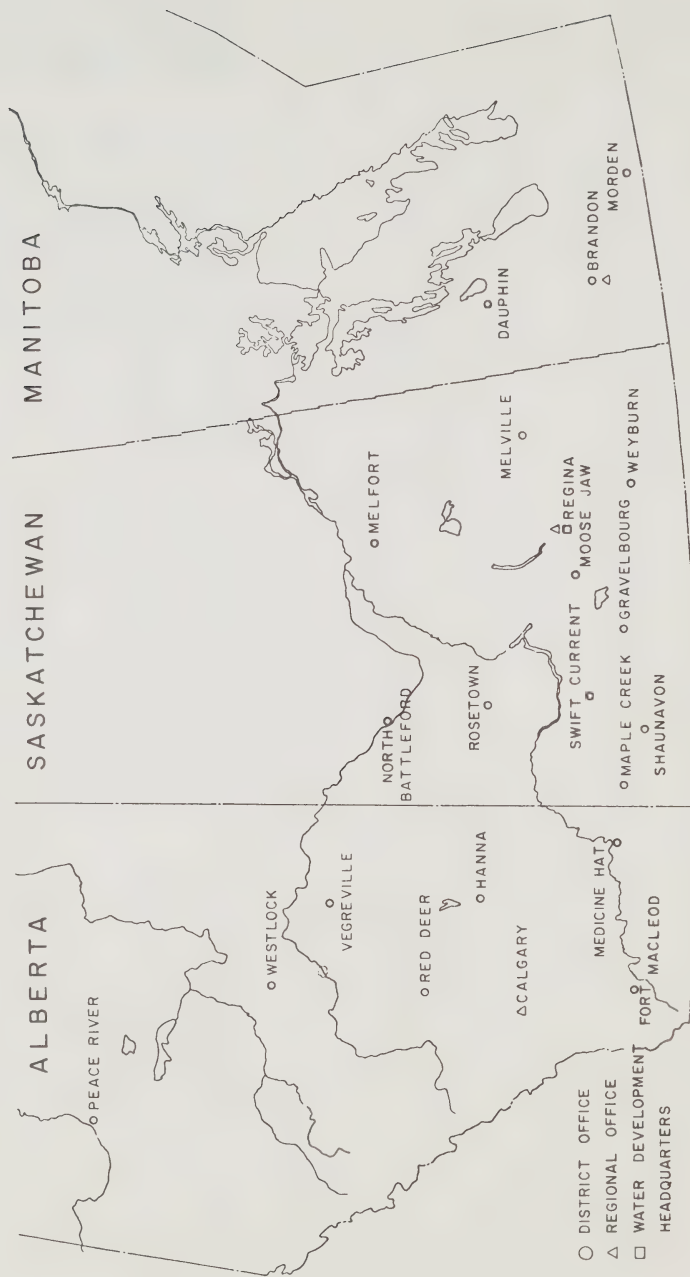 ALBERTA
SASKATCHEWAN
MANITOBA
PEACE RIVER
WESTLOCK
VEGREVILLE
RED DEER
HANNA
CALGARY
MEDICINE HAT
FORT MACLEOD
NORTH
BATTLEFORD
MELFORT
ROSETOWN
MELVILLE
SWIFT CURRENT
REGINA
MOOSE JAW
MAPLE CREEK
GRAVELBOURG
WEYBURN
SHAUNAVON
DAUPHIN
BRANDON
MORDEN
DISTRICT OFFICE
REGIONAL OFFICE
WATER DEVELOPMENT
HEADQUARTERS